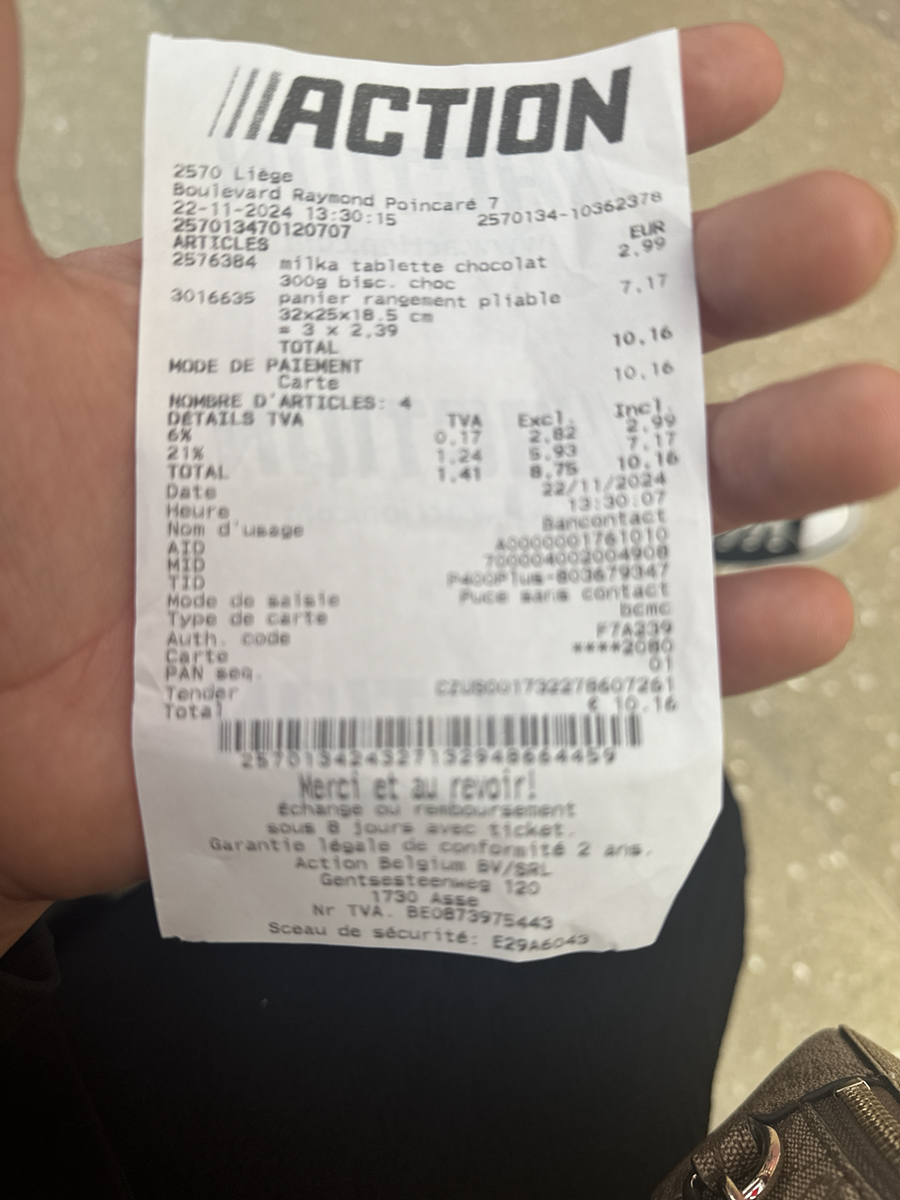 ACTION
2570 Liège
Boulevard Raymond Poincaré 7
22-11-2024 13:30:15 2570134-10362378
257013470120707 EUR
ARTICLES 2,99
2576384 milka tablette chocolat
300g bisc. choc 7,17
3016635 panier rangement pliable
32x25x18.5 cm
= 3 x 2,39
TOTAL 10,16
MODE DE PAIEMENT
Carte 10,16
NOMBRE D'ARTICLES: 4
DÉTAILS TVA TVA Excl. Incl.
6% 0,17 2,82 2,99
21% 1,24 5,93 7,17
TOTAL 1,41 8,75 10,16
Date 22/11/2024
Heure 13:30:07
Nom d'usage Bancontact
AID A0000001761010
MID 700004002004908
TID P400Plus-803679347
Mode de saisie Puce sans contact
Type de carte bcmc
Auth. code F7A239
Carte ****2080
PAN seq. 01
Tender CZUS001732278607261
Total € 10,16
Merci et au revoir!
Échange ou remboursement
sous 8 jours avec ticket.
Garantie légale de conformité 2 ans.
Action Belgium BV/SRL
Gentsesteenweg 120
1730 Asse
Nr TVA. BE0873975443
Sceau de sécurité: E29A6043